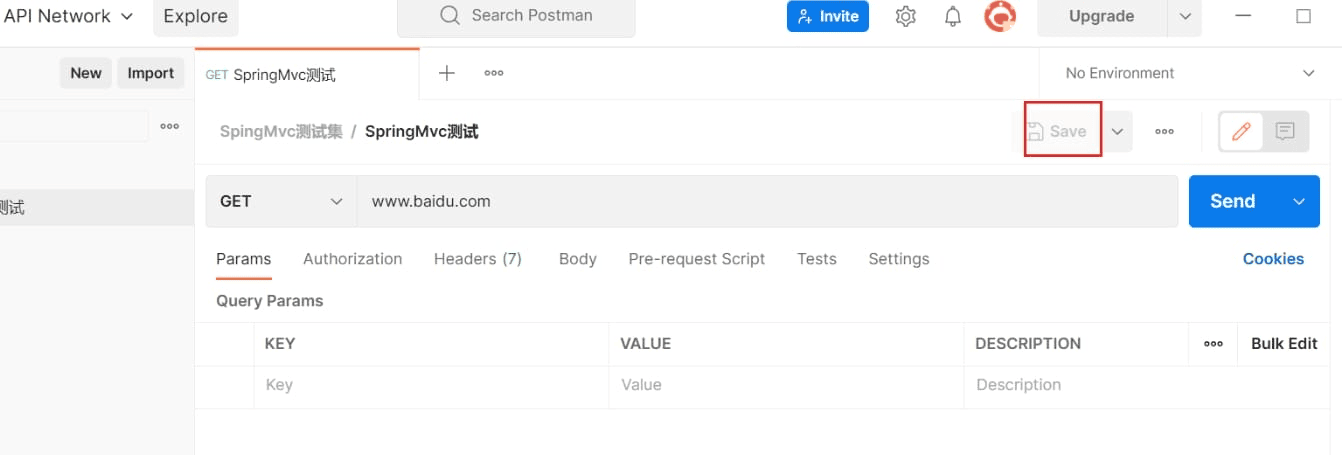 API Network Explore Search Postman Invite Upgrade
New Import GET SpringMvc测试 No Environment
SpingMvc测试集 / SpringMvc测试 Save
GET www.baidu.com Send
测试
Params Authorization Headers (7) Body Pre-request Script Tests Settings Cookies
Query Params
KEY VALUE DESCRIPTION Bulk Edit
Key Value Description